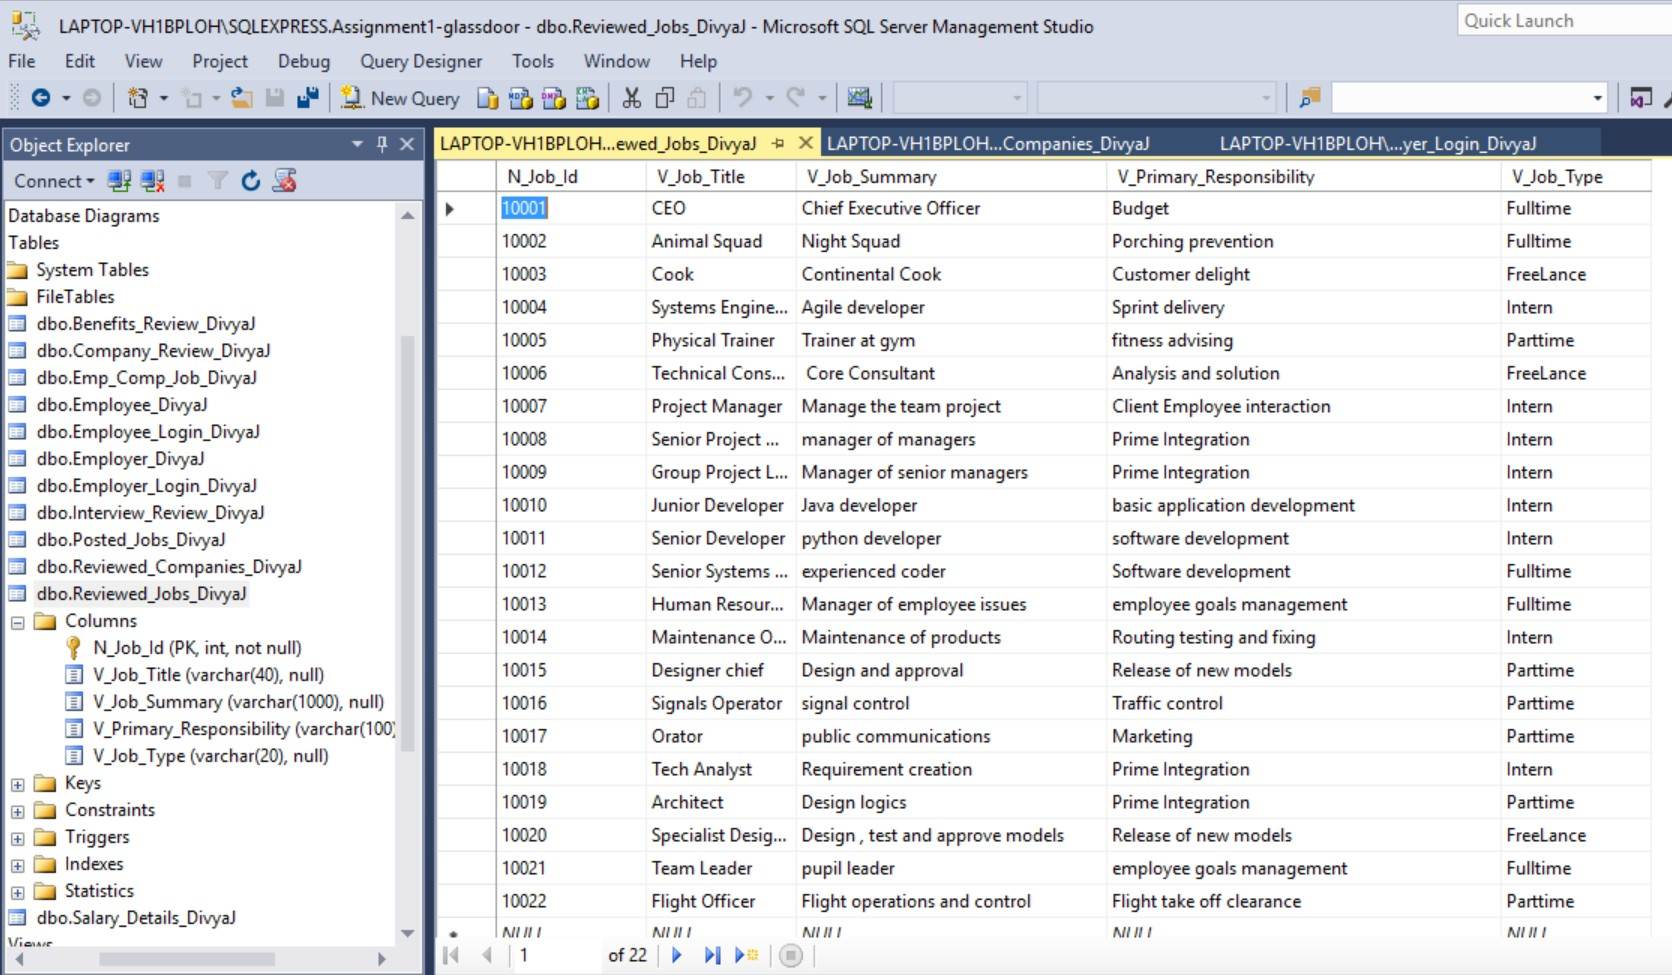 LAPTOP-VH1BPLOH\SQLEXPRESS.Assignment1-glassdoor - dbo.Reviewed_Jobs_DivyaJ - Microsoft SQL Server Management Studio
Quick Launch
File Edit View Project Debug Query Designer Tools Window Help
New Query
Object Explorer
Connect
Database Diagrams
Tables
System Tables
FileTables
dbo.Benefits_Review_DivyaJ
dbo.Company_Review_DivyaJ
dbo.Emp_Comp_Job_DivyaJ
dbo.Employee_DivyaJ
dbo.Employee_Login_DivyaJ
dbo.Employer_DivyaJ
dbo.Employer_Login_DivyaJ
dbo.Interview_Review_DivyaJ
dbo.Posted_Jobs_DivyaJ
dbo.Reviewed_Companies_DivyaJ
dbo.Reviewed_Jobs_DivyaJ
Columns
N_Job_Id (PK, int, not null)
V_Job_Title (varchar(40), null)
V_Job_Summary (varchar(1000), null)
V_Primary_Responsibility (varchar(100)
V_Job_Type (varchar(20), null)
Keys
Constraints
Triggers
Indexes
Statistics
dbo.Salary_Details_DivyaJ
Views
LAPTOP-VH1BPLOH...ewed_Jobs_DivyaJ LAPTOP-VH1BPLOH...Companies_DivyaJ LAPTOP-VH1BPLOH\...yer_Login_DivyaJ
N_Job_Id V_Job_Title V_Job_Summary V_Primary_Responsibility V_Job_Type
10001 CEO Chief Executive Officer Budget Fulltime
10002 Animal Squad Night Squad Porching prevention Fulltime
10003 Cook Continental Cook Customer delight FreeLance
10004 Systems Engine... Agile developer Sprint delivery Intern
10005 Physical Trainer Trainer at gym fitness advising Parttime
10006 Technical Cons... Core Consultant Analysis and solution FreeLance
10007 Project Manager Manage the team project Client Employee interaction Intern
10008 Senior Project ... manager of managers Prime Integration Intern
10009 Group Project L... Manager of senior managers Prime Integration Intern
10010 Junior Developer Java developer basic application development Intern
10011 Senior Developer python developer software development Intern
10012 Senior Systems ... experienced coder Software development Fulltime
10013 Human Resour... Manager of employee issues employee goals management Fulltime
10014 Maintenance O... Maintenance of products Routing testing and fixing Intern
10015 Designer chief Design and approval Release of new models Parttime
10016 Signals Operator signal control Traffic control Parttime
10017 Orator public communications Marketing Parttime
10018 Tech Analyst Requirement creation Prime Integration Intern
10019 Architect Design logics Prime Integration Parttime
10020 Specialist Desig... Design , test and approve models Release of new models FreeLance
10021 Team Leader pupil leader employee goals management Fulltime
10022 Flight Officer Flight operations and control Flight take off clearance Parttime
NULL NULL NULL NULL NULL
1 of 22